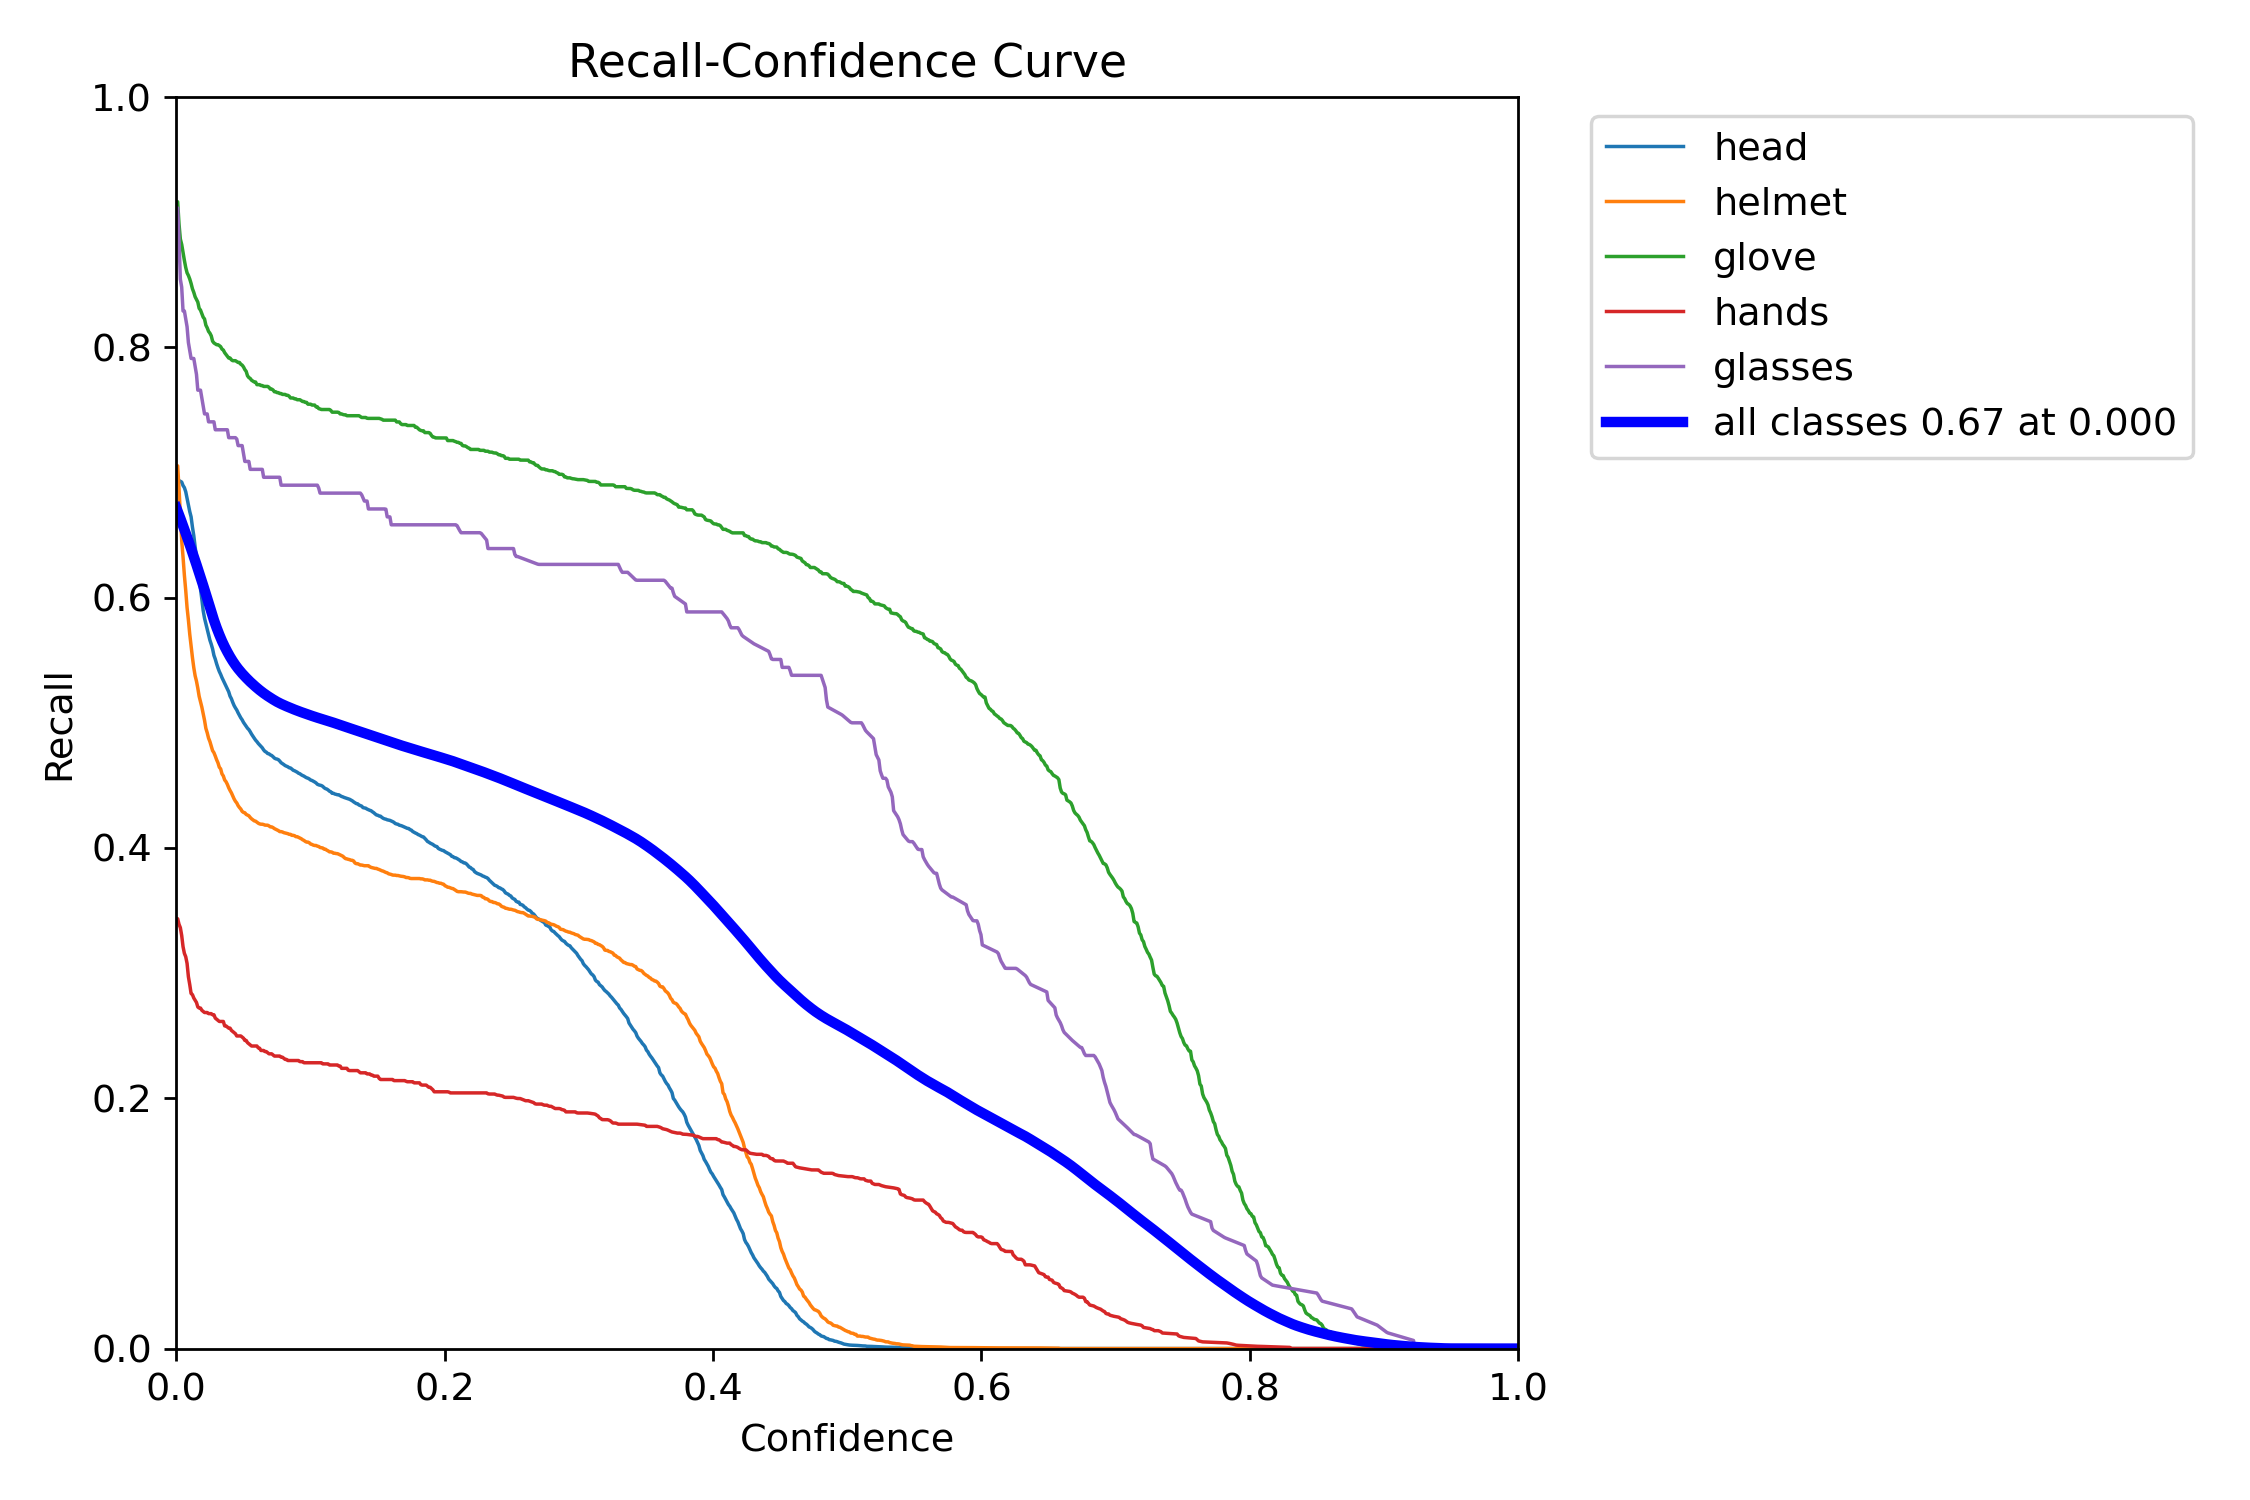 Recall-Confidence Curve
1.0
0.8
0.6
0.4
0.2
0.0
Recall
0.0 0.2 0.4 0.6 0.8 1.0
Confidence
head
helmet
glove
hands
glasses
all classes 0.67 at 0.000